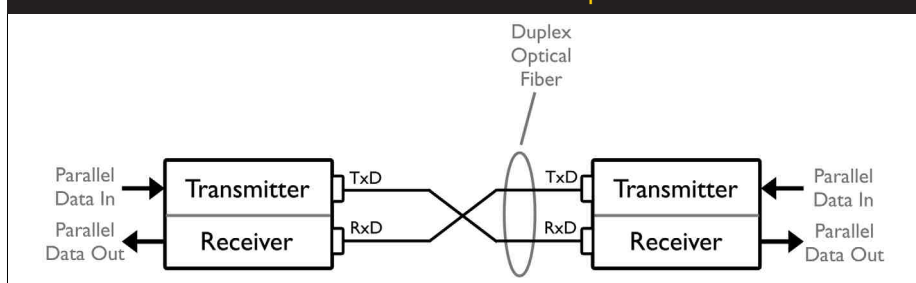 Duplex
Optical
Fiber
Parallel
Data In
Transmitter
TxD
TxD
Transmitter
Parallel
Data In
Parallel
Data Out
Receiver
RxD
RxD
Receiver
Parallel
Data Out